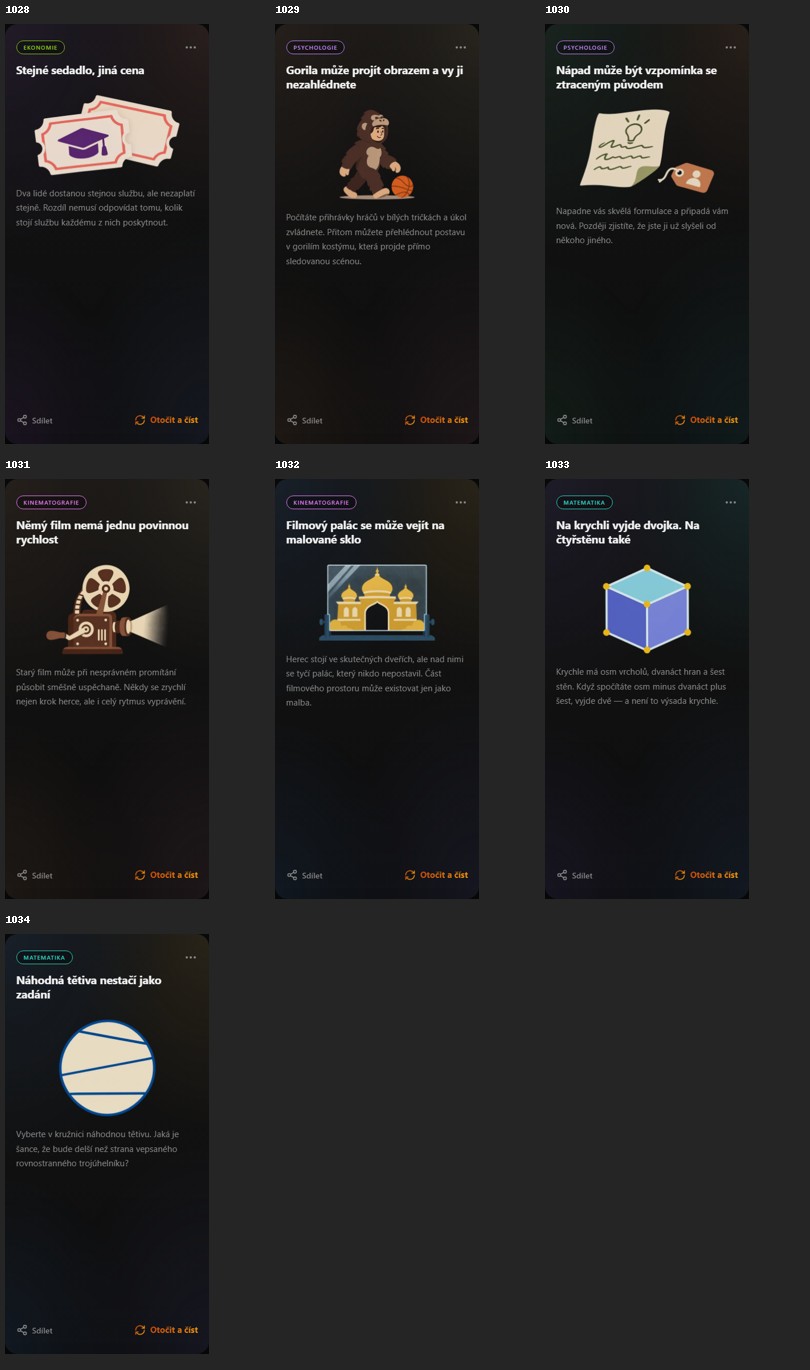 1028
EKONOMIE
Stejné sedadlo, jiná cena
Dva lidé dostanou stejnou službu, ale nezaplatí
stejně. Rozdíl nemusí odpovídat tomu, kolik
stojí službu každému z nich poskytnout.
Sdílet
Otočit a číst
1029
PSYCHOLOGIE
Gorila může projít obrazem a vy ji
nezahlédnete
Počítáte přihrávky hráčů v bílých tričkách a úkol
zvládnete. Přitom můžete přehlédnout postavu
v gorilím kostýmu, která projde přímo
sledovanou scénou.
Sdílet
Otočit a číst
1030
PSYCHOLOGIE
Nápad může být vzpomínka se
ztraceným původem
Napadne vás skvělá formulace a připadá vám
nová. Později zjistíte, že jste ji už slyšeli od
někoho jiného.
Sdílet
Otočit a číst
1031
KINEMATOGRAFIE
Němý film nemá jednu povinnou
rychlost
Starý film může při nesprávném promítání
působit směšně uspěchaně. Někdy se zrychlí
nejen krok herce, ale i celý rytmus vyprávění.
Sdílet
Otočit a číst
1032
KINEMATOGRAFIE
Filmový palác se může vejít na
malované sklo
Herec stojí ve skutečných dveřích, ale nad nimi
se tyčí palác, který nikdo nepostavil. Část
filmového prostoru může existovat jen jako
malba.
Sdílet
Otočit a číst
1033
MATEMATIKA
Na krychli vyjde dvojka. Na
čtyřstěnu také
Krychle má osm vrcholů, dvanáct hran a šest
stěn. Když spočítáte osm minus dvanáct plus
šest, vyjde dvě — a není to výsada krychle.
Sdílet
Otočit a číst
1034
MATEMATIKA
Náhodná tětiva nestačí jako
zadání
Vyberte v kružnici náhodnou tětivu. Jaká je
šance, že bude delší než strana vepsaného
rovnostranného trojúhelníku?
Sdílet
Otočit a číst